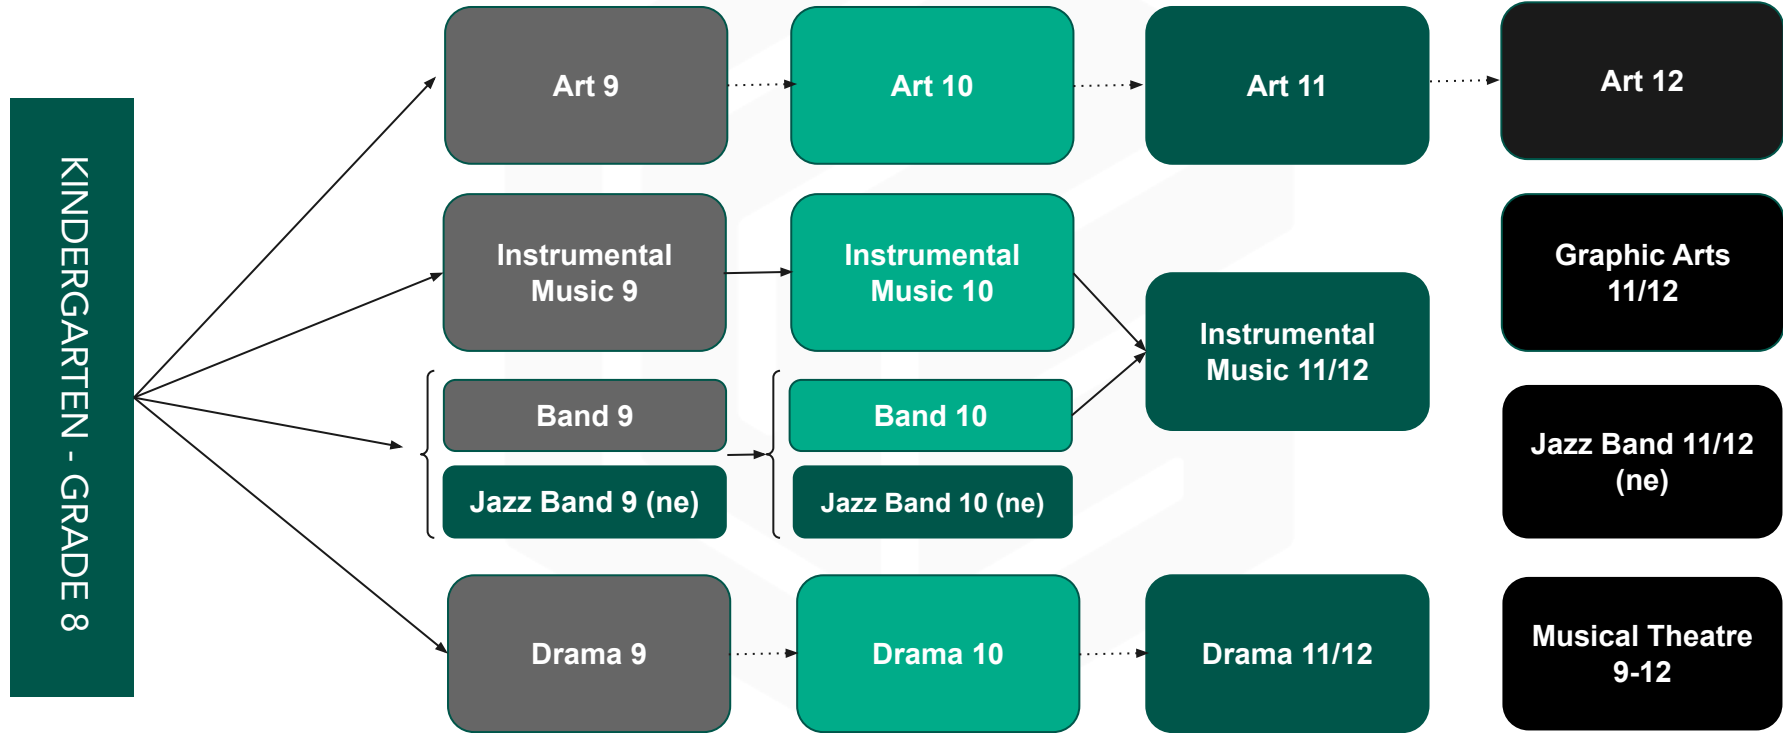 KINDERGARTEN - GRADE 8
Art 9
Art 10
Art 11
Art 12
Instrumental
Music 9
Instrumental
Music 10
Instrumental
Music 11/12
Graphic Arts
11/12
Band 9
Band 10
Jazz Band 9 (ne)
Jazz Band 10 (ne)
Jazz Band 11/12
(ne)
Drama 9
Drama 10
Drama 11/12
Musical Theatre
9-12